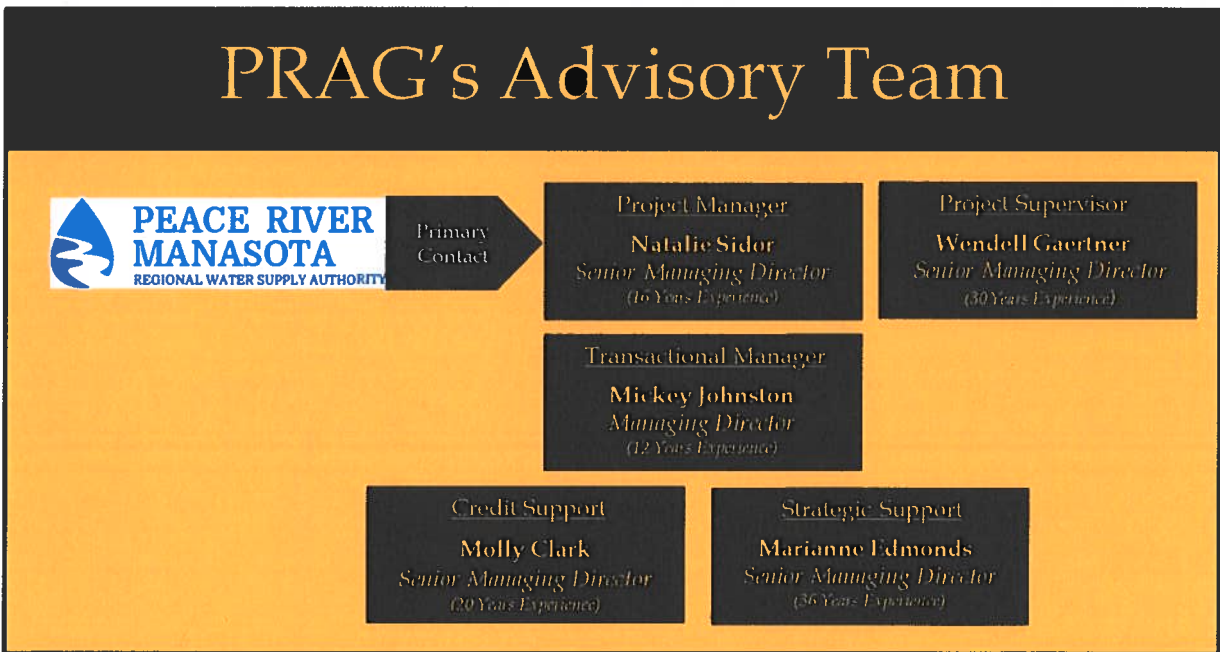 PRAG's Advisory Team
PEACE RIVER
MANASOTA
REGIONAL WATER SUPPLY AUTHORITY
Primary
Contact
Project Manager
Natalie Sidor
Senior Managing Director
(16 Years Experience)
Project Supervisor
Wendell Gaertner
Senior Managing Director
(30 Years Experience)
Transactional Manager
Mickey Johnston
Managing Director
(12 Years Experience)
Credit Support
Molly Clark
Senior Managing Director
(20 Years Experience)
Strategic Support
Marianne Edmonds
Senior Managing Director
(36 Years Experience)